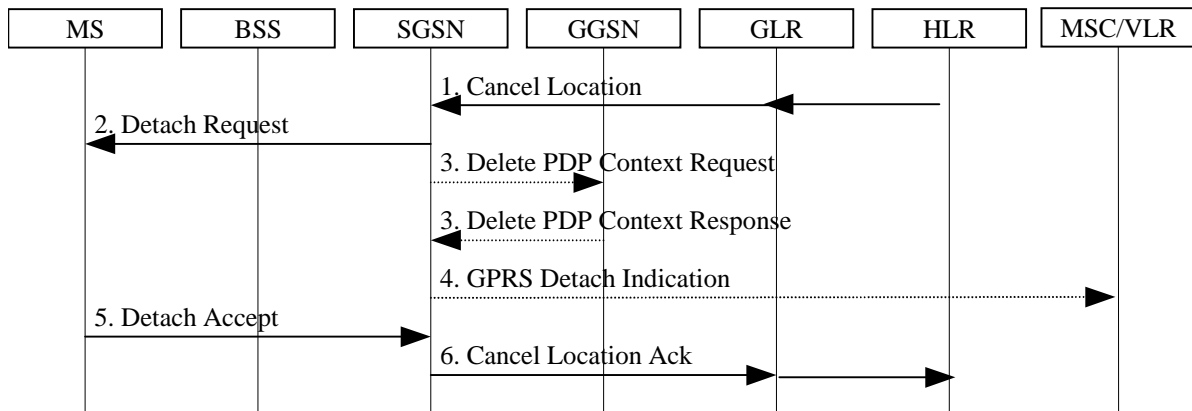 MS BSS SGSN GGSN GLR HLR MSC/VLR
1. Cancel Location
2. Detach Request
3. Delete PDP Context Request
3. Delete PDP Context Response
4. GPRS Detach Indication
5. Detach Accept
6. Cancel Location Ack